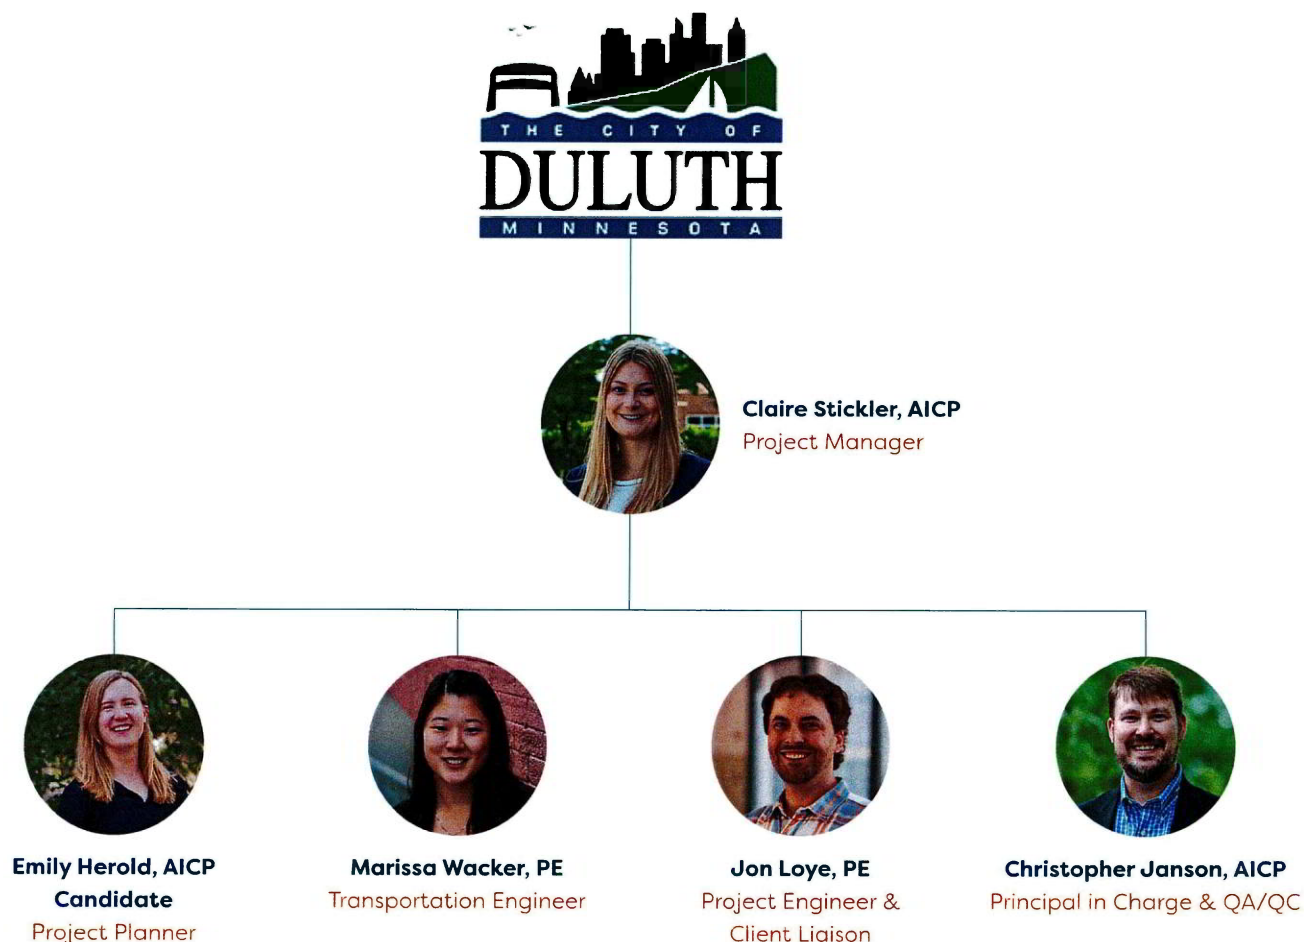 THE CITY OF
DULUTH
MINNESOTA
Claire Stickler, AICP
Project Manager
Emily Herold, AICP
Candidate
Project Planner
Marissa Wacker, PE
Transportation Engineer
Jon Loye, PE
Project Engineer &
Client Liaison
Christopher Janson, AICP
Principal in Charge & QA/QC